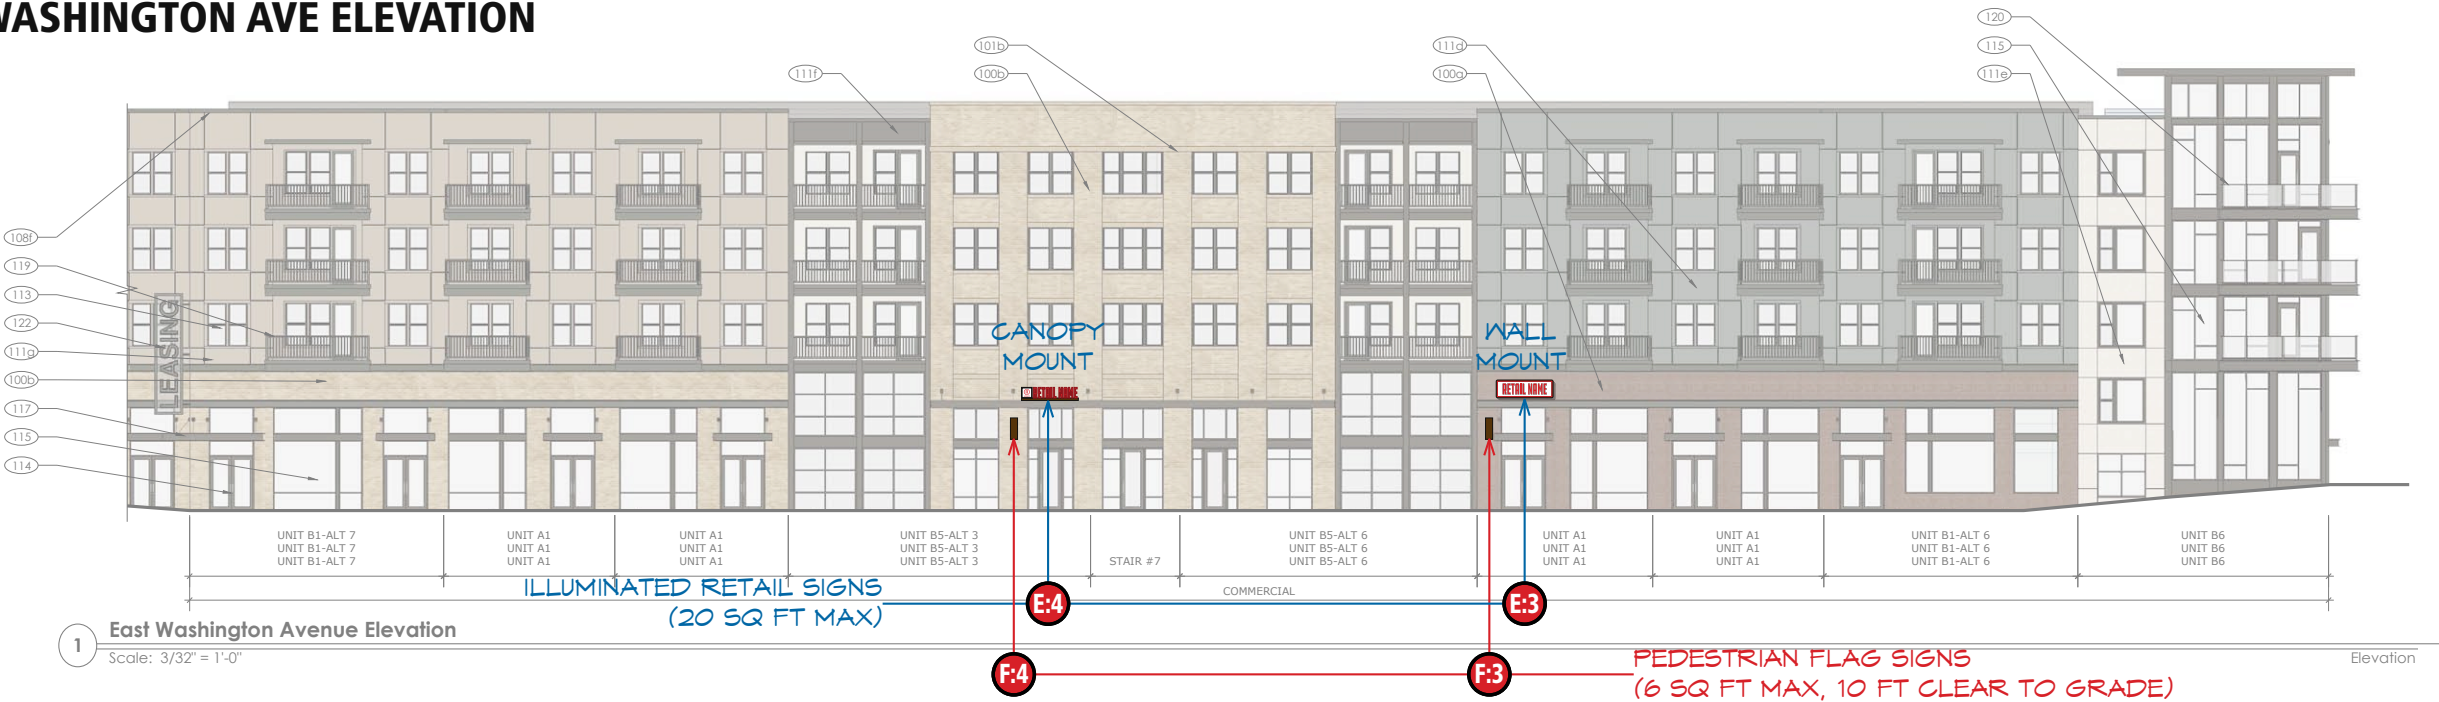 WASHINGTON AVE ELEVATION
120
101b
111d
115
111f
100b
100a
111e
108f
119
113
122
111a
100b
117
115
114
LEASING
CANOPY
MOUNT
WALL
MOUNT
RETAIL NAME
RETAIL NAME
UNIT B1-ALT 7
UNIT B1-ALT 7
UNIT B1-ALT 7
UNIT A1
UNIT A1
UNIT A1
UNIT A1
UNIT A1
UNIT A1
UNIT B5-ALT 3
UNIT B5-ALT 3
UNIT B5-ALT 3
STAIR #7
UNIT B5-ALT 6
UNIT B5-ALT 6
UNIT B5-ALT 6
UNIT A1
UNIT A1
UNIT A1
UNIT A1
UNIT A1
UNIT A1
UNIT B1-ALT 6
UNIT B1-ALT 6
UNIT B1-ALT 6
UNIT B6
UNIT B6
UNIT B6
COMMERCIAL
ILLUMINATED RETAIL SIGNS
(20 SQ FT MAX)
E:4
E:3
1
East Washington Avenue Elevation
Scale: 3/32" = 1'-0"
F:4
F:3
PEDESTRIAN FLAG SIGNS
(6 SQ FT MAX, 10 FT CLEAR TO GRADE)
Elevation